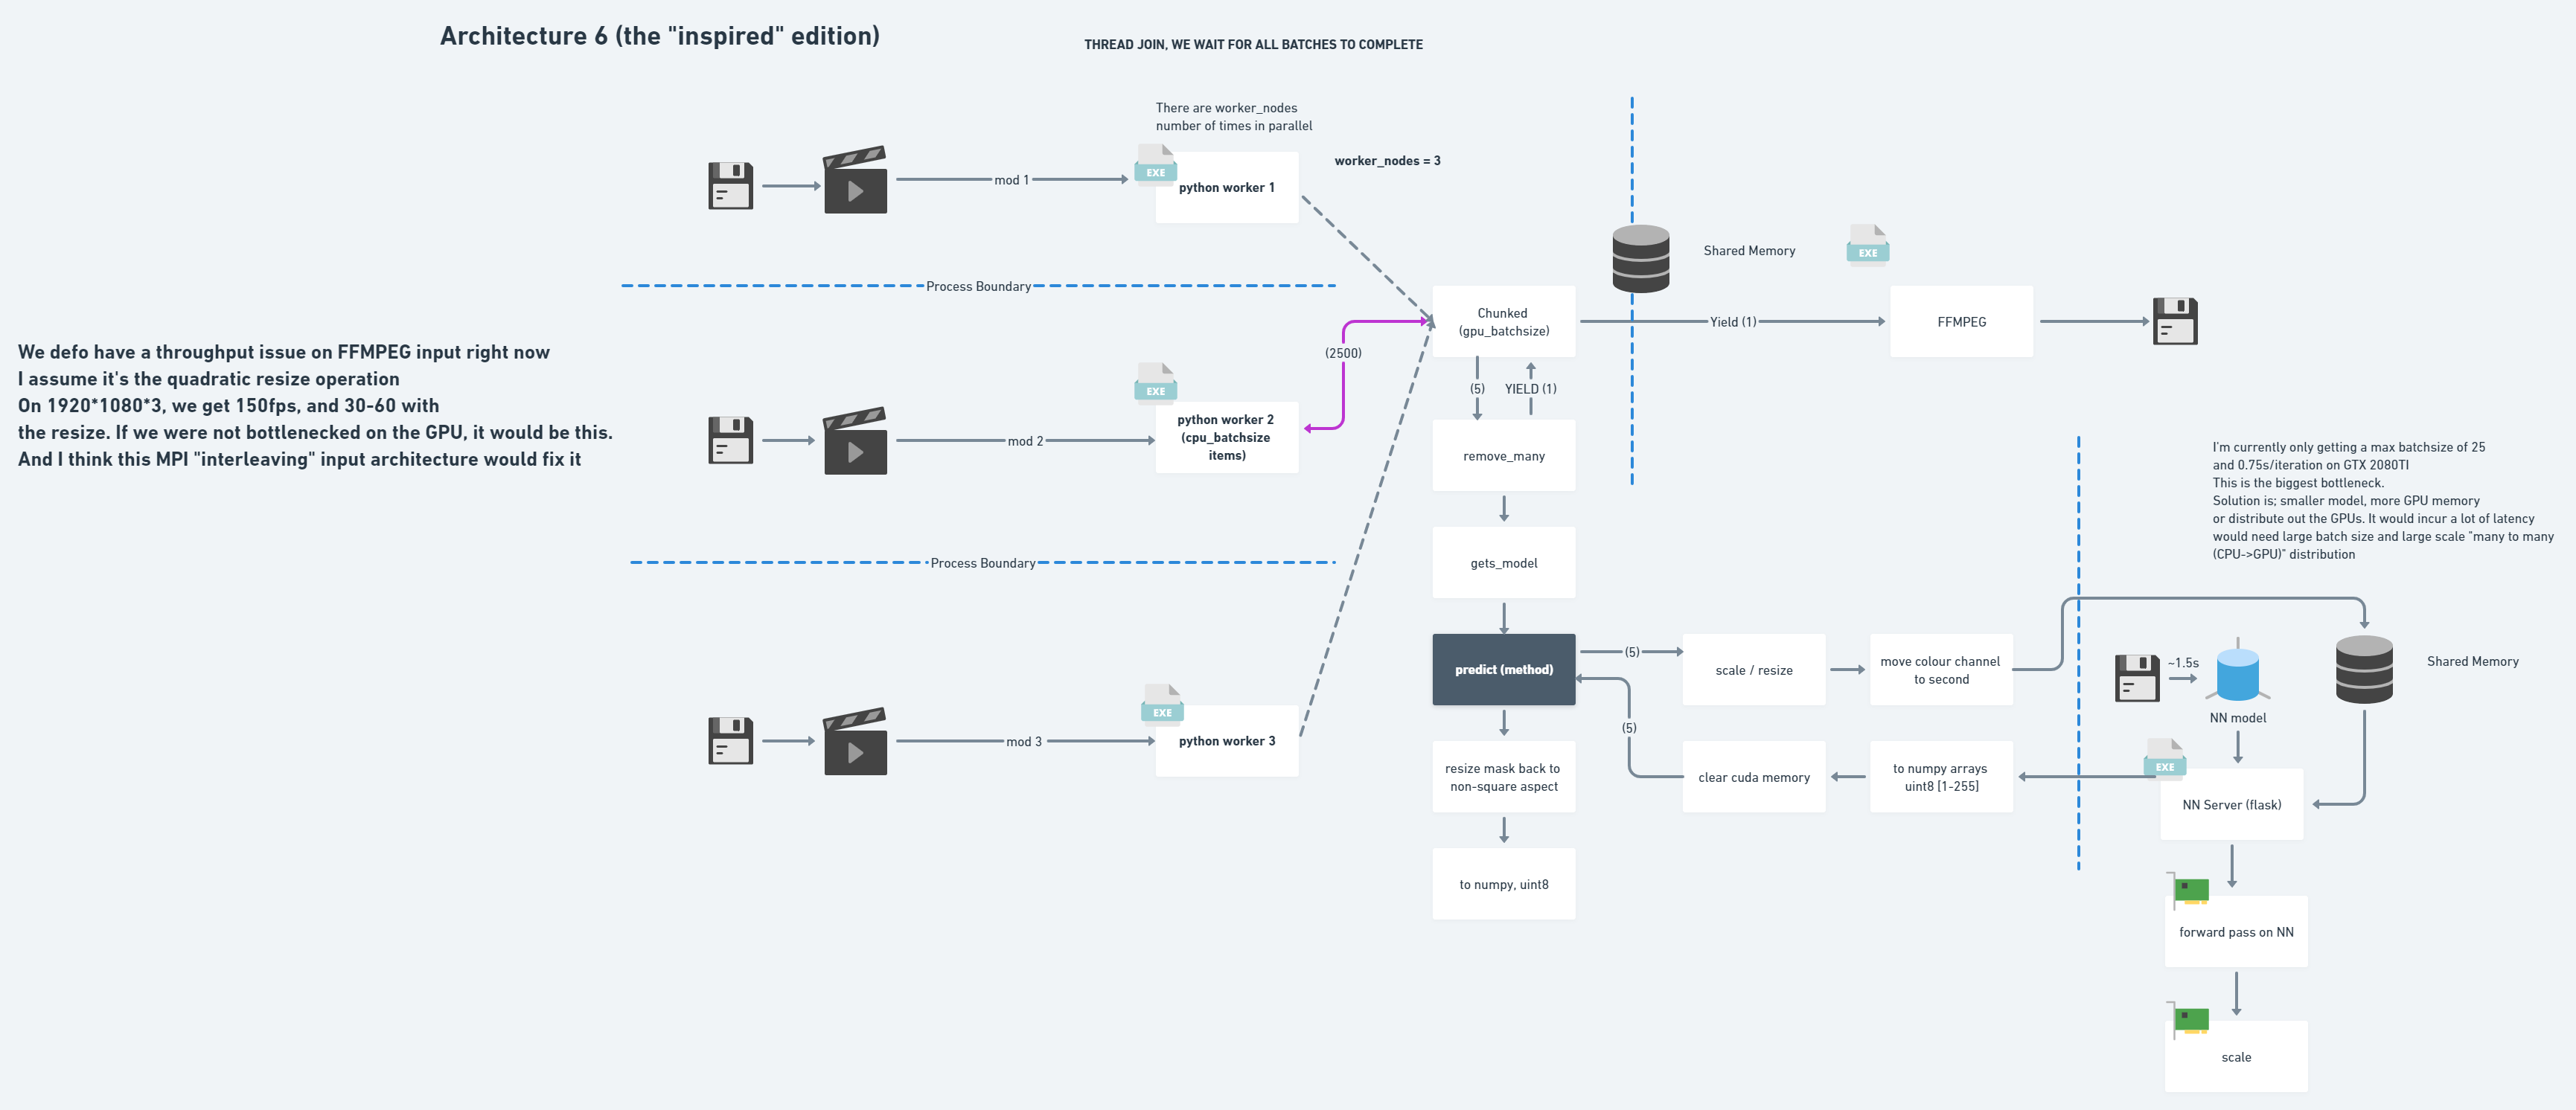 Architecture 6 (the "inspired" edition)
THREAD JOIN, WE WAIT FOR ALL BATCHES TO COMPLETE
There are worker_nodes
number of times in parallel
worker_nodes = 3
mod 1
EXE
python worker 1
Process Boundary
Shared Memory
EXE
Chunked
(gpu_batchsize)
Yield (1)
FFMPEG
We defo have a throughput issue on FFMPEG input right now
I assume it's the quadratic resize operation
On 1920*1080*3, we get 150fps, and 30-60 with
the resize. If we were not bottlenecked on the GPU, it would be this.
And I think this MPI "interleaving" input architecture would fix it
(2500)
(5)
YIELD (1)
mod 2
EXE
python worker 2
(cpu_batchsize
items)
remove_many
I'm currently only getting a max batchsize of 25
and 0.75s/iteration on GTX 2080TI
This is the biggest bottleneck.
Solution is; smaller model, more GPU memory
or distribute out the GPUs. It would incur a lot of latency
would need large batch size and large scale "many to many
(CPU->GPU)" distribution
Process Boundary
gets_model
predict (method)
(5)
scale / resize
move colour channel
to second
~1.5s
NN model
Shared Memory
mod 3
EXE
python worker 3
(5)
resize mask back to
non-square aspect
clear cuda memory
to numpy arrays
uint8 [1-255]
EXE
NN Server (flask)
to numpy, uint8
forward pass on NN
scale